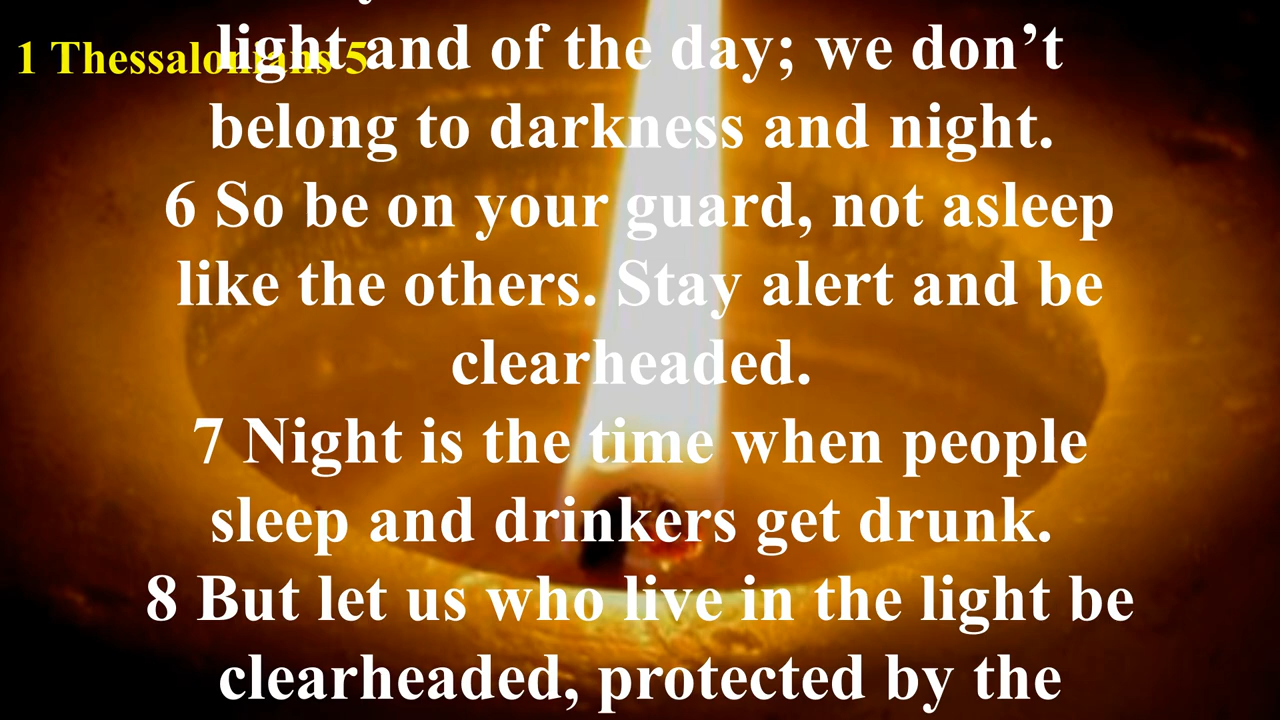 1 Thessalonians 5
light and of the day; we don’t
belong to darkness and night.
6 So be on your guard, not asleep
like the others. Stay alert and be
clearheaded.
7 Night is the time when people
sleep and drinkers get drunk.
8 But let us who live in the light be
clearheaded, protected by the